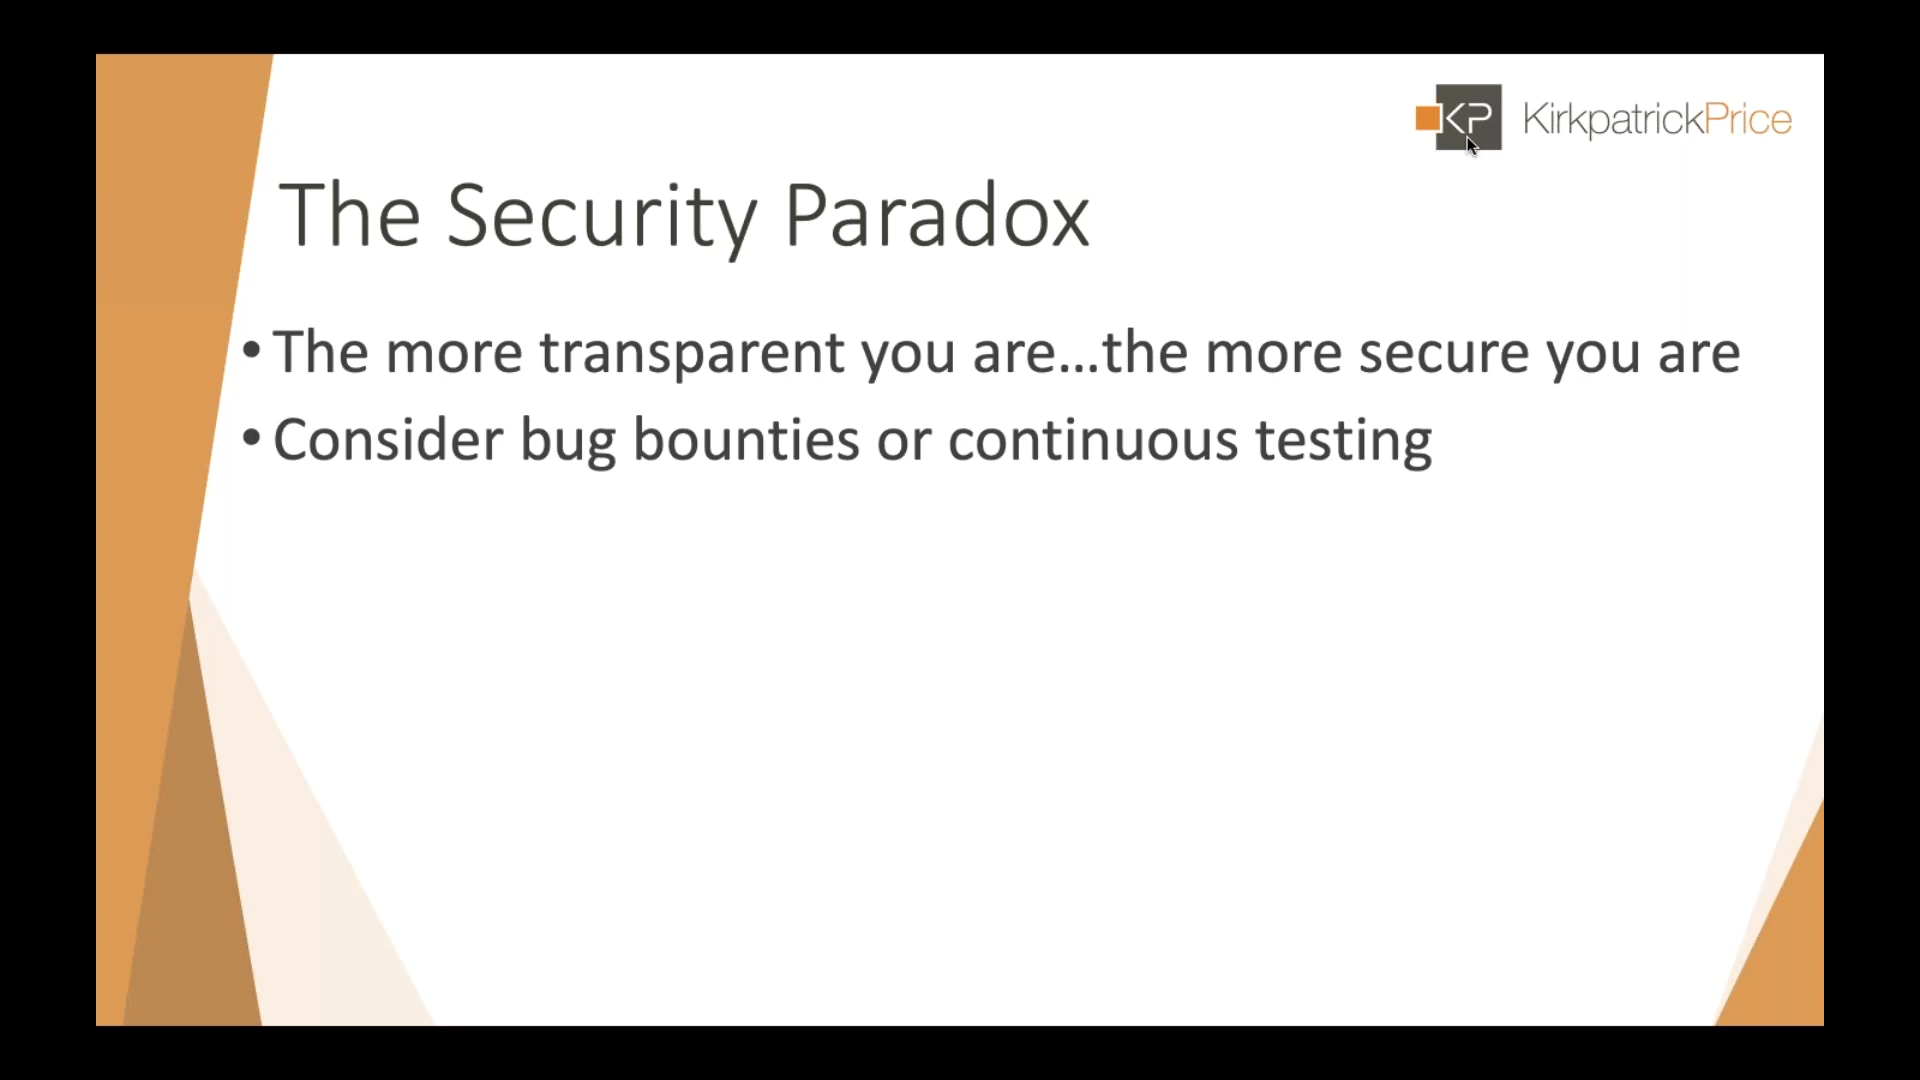 KP KirkpatrickPrice
The Security Paradox
• The more transparent you are...the more secure you are
• Consider bug bounties or continuous testing